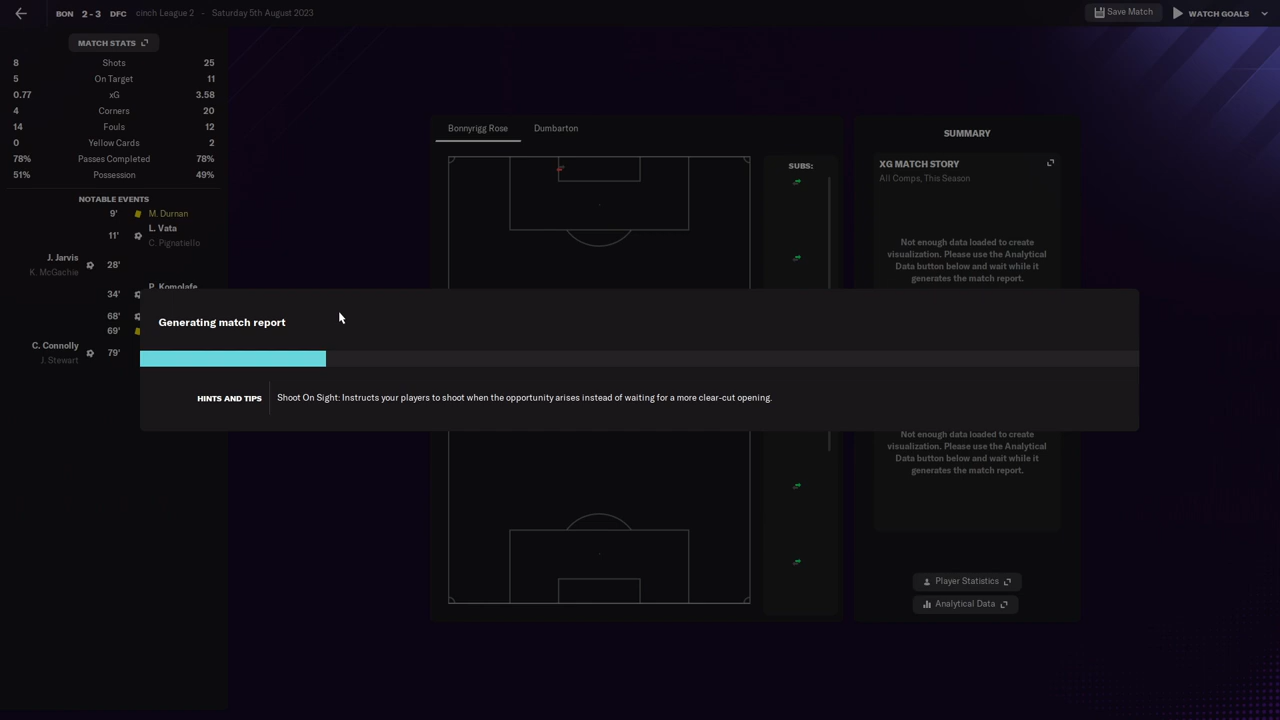 BON 2 - 3 DFC cinch League 2 - Saturday 5th August 2023
Save Match
WATCH GOALS
MATCH STATS
8 Shots 25
5 On Target 11
0.77 xG 3.58
4 Corners 20
14 Fouls 12
0 Yellow Cards 2
78% Passes Completed 78%
51% Possession 49%
NOTABLE EVENTS
9' M. Durnan
11' L. Vata
C. Pignatiello
J. Jarvis 28'
K. McGachie
34' P. Komolafe
68'
69'
C. Connolly 79'
J. Stewart
Bonnyrigg Rose Dumbarton
SUBS:
SUMMARY
XG MATCH STORY
All Comps, This Season
Not enough data loaded to create
visualization. Please use the Analytical
Data button below and wait while it
generates the match report.
Generating match report
HINTS AND TIPS Shoot On Sight: Instructs your players to shoot when the opportunity arises instead of waiting for a more clear-cut opening.
Not enough data loaded to create
visualization. Please use the Analytical
Data button below and wait while it
generates the match report.
Player Statistics
Analytical Data